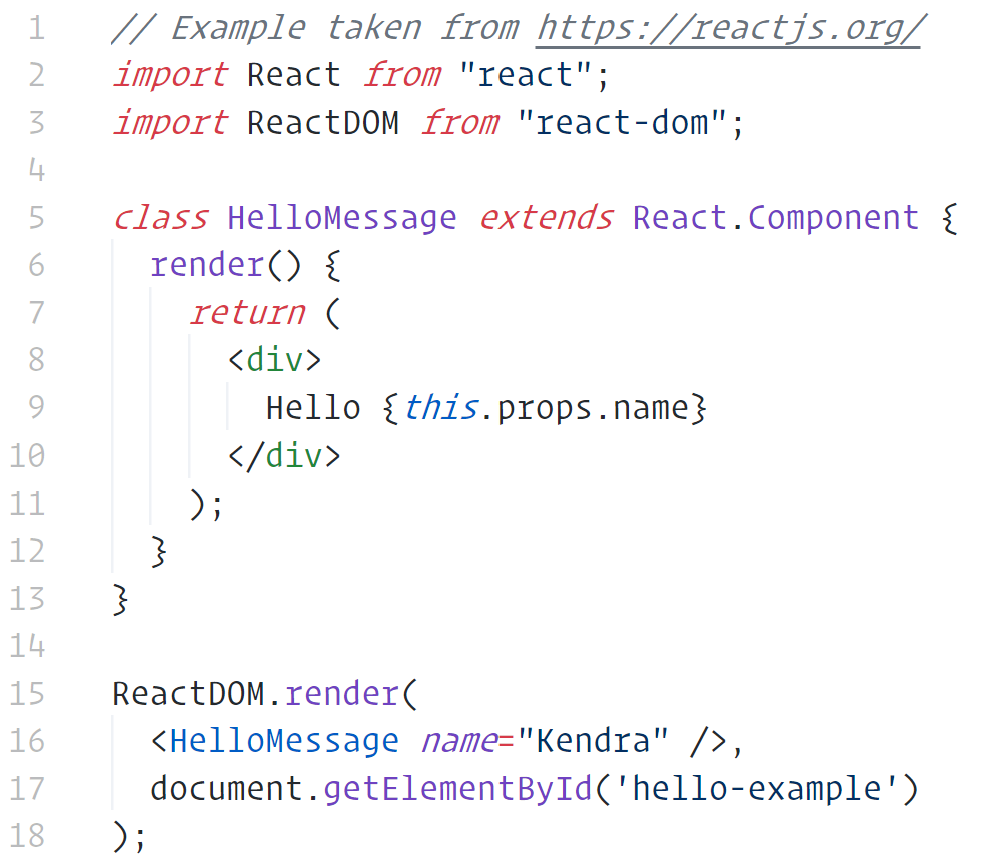 1 // Example taken from https://reactjs.org/
2 import React from "react";
3 import ReactDOM from "react-dom";
4
5 class HelloMessage extends React.Component {
6   render() {
7     return (
8       <div>
9         Hello {this.props.name}
10       </div>
11     );
12   }
13 }
14
15 ReactDOM.render(
16   <HelloMessage name="Kendra" />,
17   document.getElementById('hello-example')
18 );